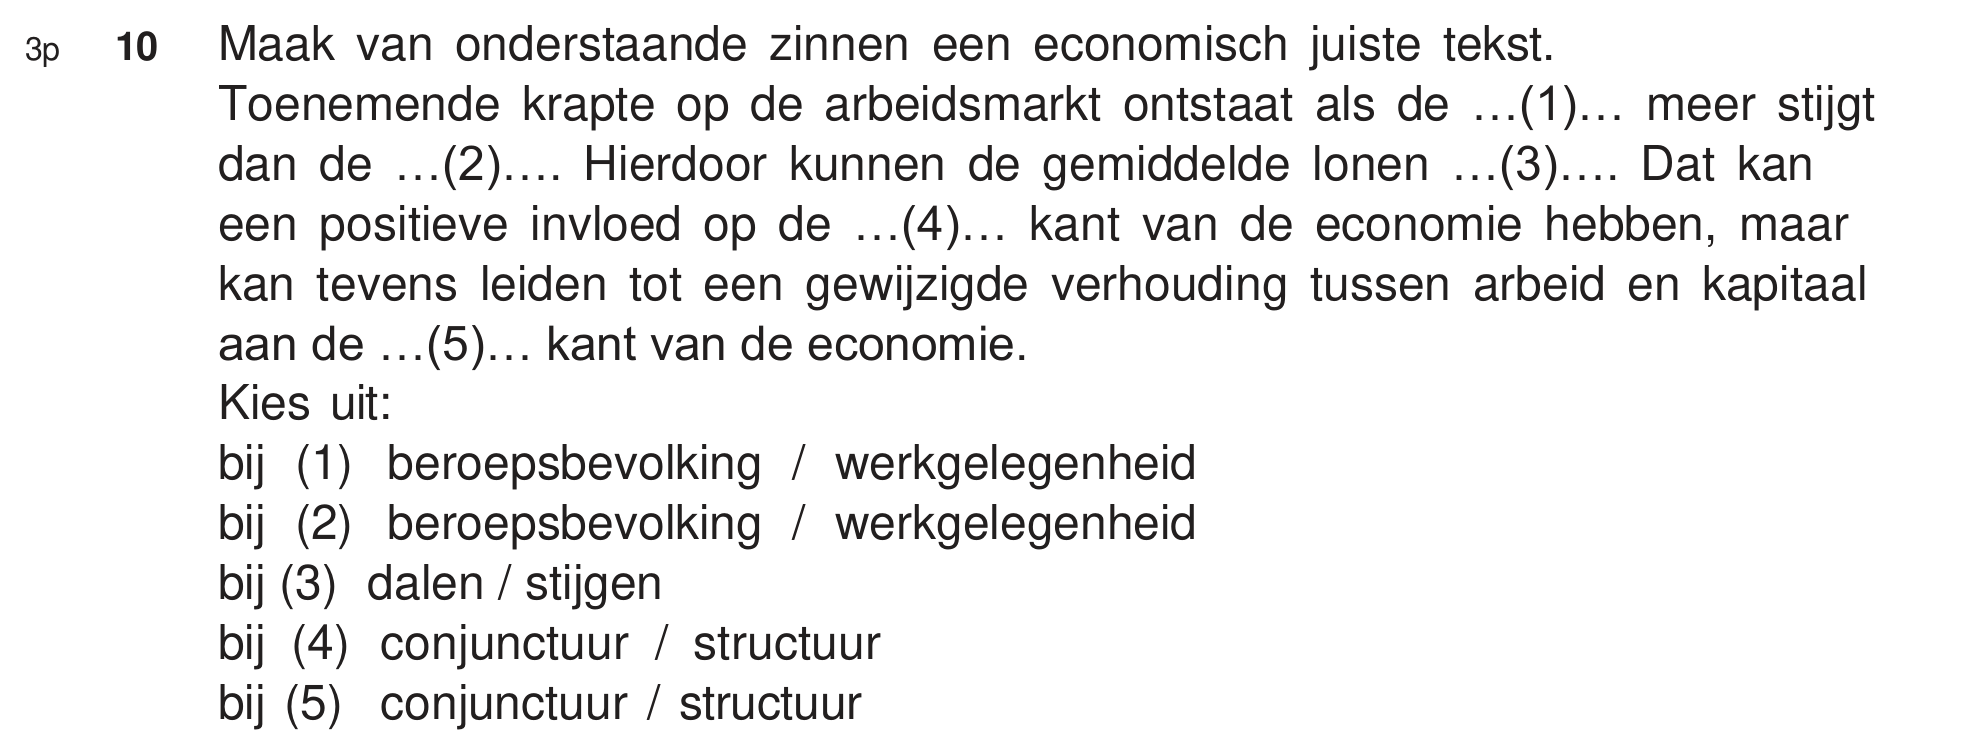 3p 10 Maak van onderstaande zinnen een economisch juiste tekst.
Toenemende krapte op de arbeidsmarkt ontstaat als de …(1)… meer stijgt
dan de …(2)…. Hierdoor kunnen de gemiddelde lonen …(3)…. Dat kan
een positieve invloed op de …(4)… kant van de economie hebben, maar
kan tevens leiden tot een gewijzigde verhouding tussen arbeid en kapitaal
aan de …(5)… kant van de economie.
Kies uit:
bij (1) beroepsbevolking / werkgelegenheid
bij (2) beroepsbevolking / werkgelegenheid
bij (3) dalen / stijgen
bij (4) conjunctuur / structuur
bij (5) conjunctuur / structuur